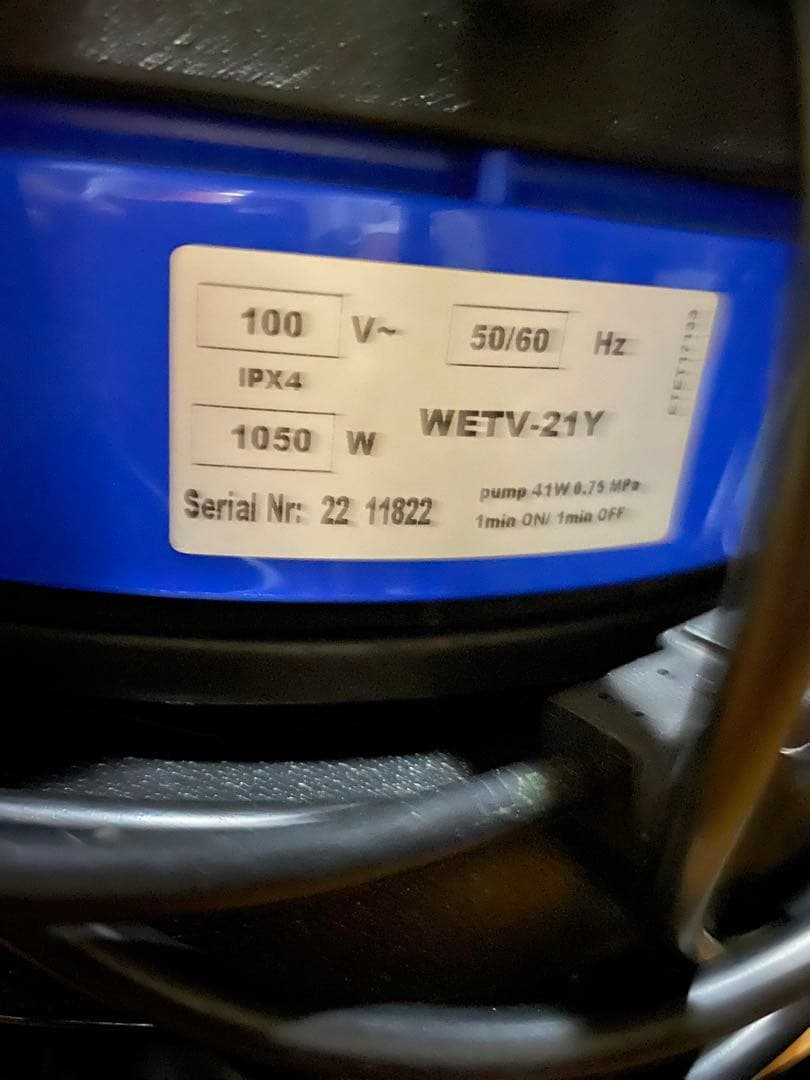 100 V~ 50/60 Hz
IPX4
1050 W WETV-21Y
Serial Nr: 22 11822
pump 41W 0.75 MPa
1min ON/ 1min OFF